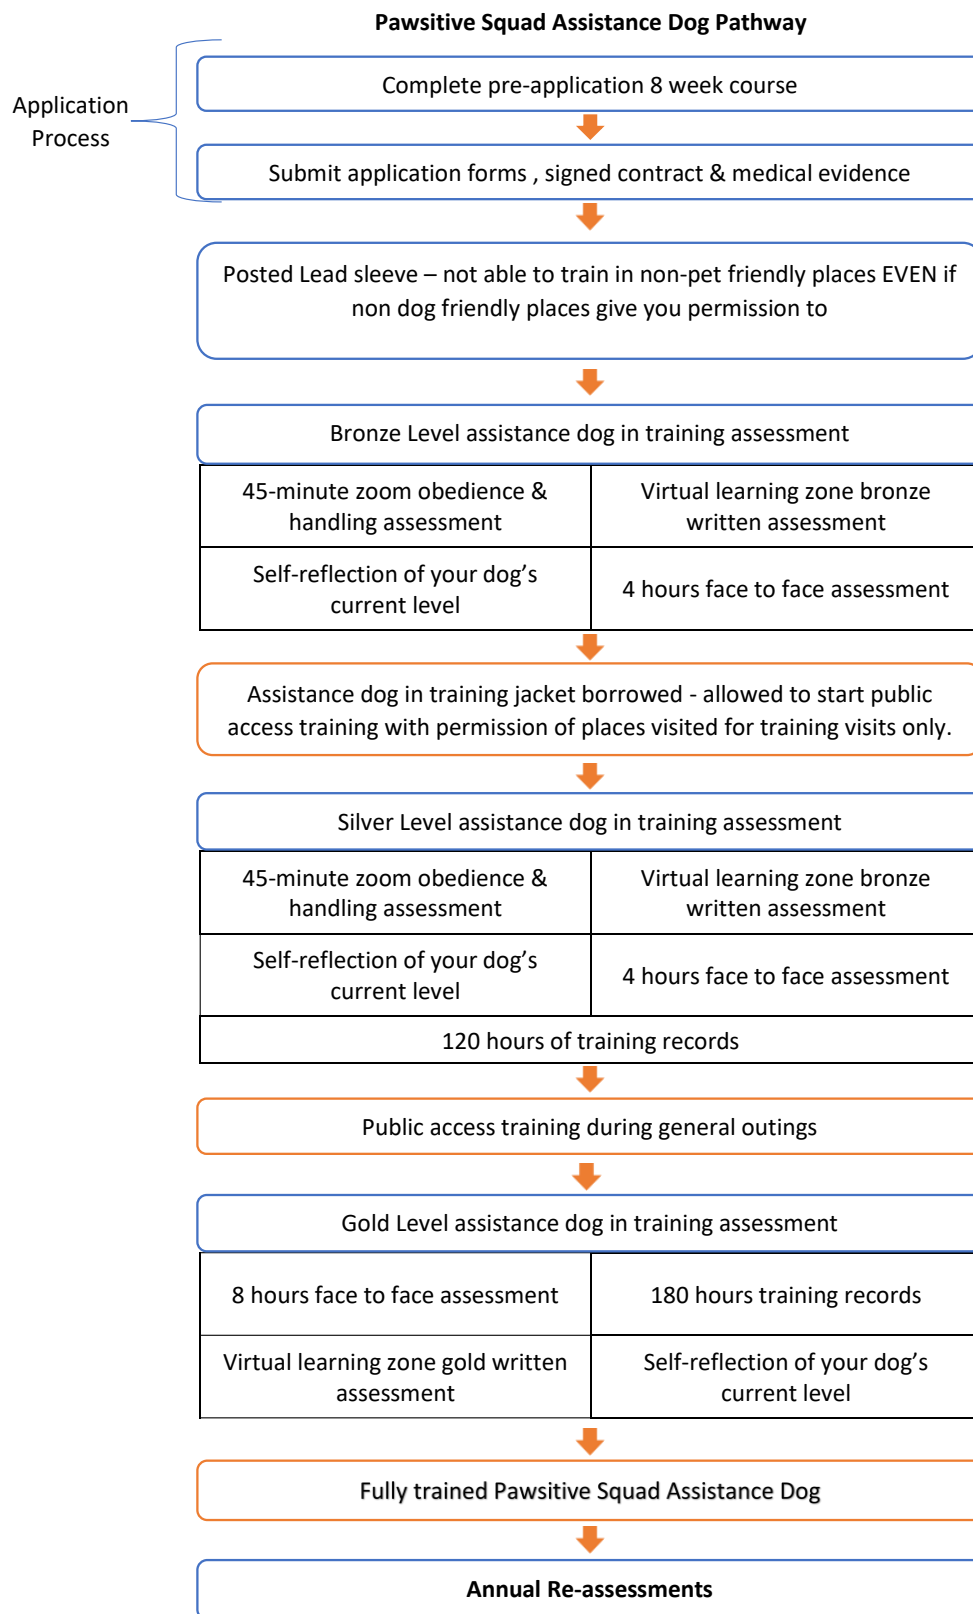 Pawsitive Squad Assistance Dog Pathway
Application
Process
Complete pre-application 8 week course
Submit application forms , signed contract & medical evidence
Posted Lead sleeve – not able to train in non-pet friendly places EVEN if
non dog friendly places give you permission to
Bronze Level assistance dog in training assessment
45-minute zoom obedience &
handling assessment
Virtual learning zone bronze
written assessment
Self-reflection of your dog’s
current level
4 hours face to face assessment
Assistance dog in training jacket borrowed - allowed to start public
access training with permission of places visited for training visits only.
Silver Level assistance dog in training assessment
45-minute zoom obedience &
handling assessment
Virtual learning zone bronze
written assessment
Self-reflection of your dog’s
current level
4 hours face to face assessment
120 hours of training records
Public access training during general outings
Gold Level assistance dog in training assessment
8 hours face to face assessment
180 hours training records
Virtual learning zone gold written
assessment
Self-reflection of your dog’s
current level
Fully trained Pawsitive Squad Assistance Dog
Annual Re-assessments